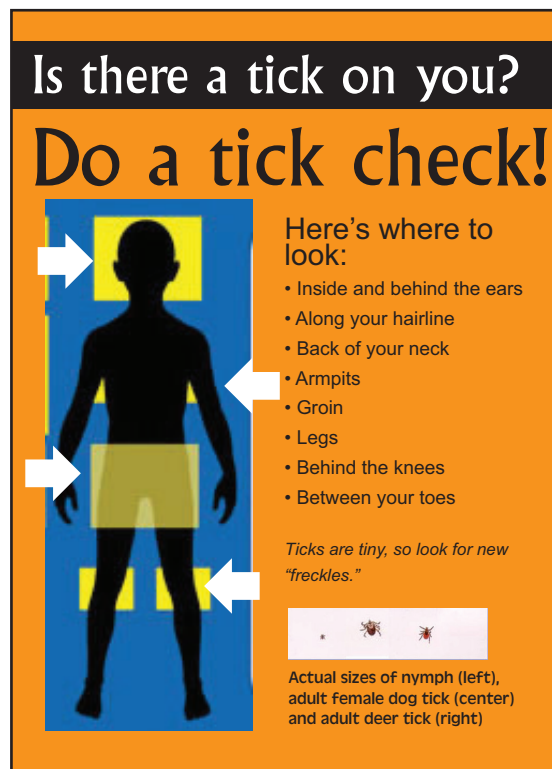 Is there a tick on you?
Do a tick check!
Here's where to
look:
• Inside and behind the ears
• Along your hairline
• Back of your neck
• Armpits
• Groin
• Legs
• Behind the knees
• Between your toes
Ticks are tiny, so look for new
“freckles.”
Actual sizes of nymph (left),
adult female dog tick (center)
and adult deer tick (right)